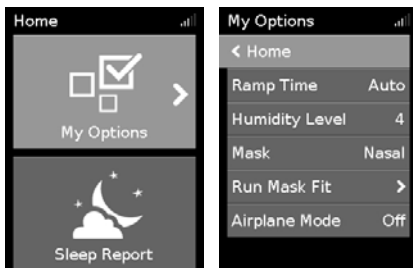 Home
My Options
Sleep Report
My Options
< Home
Ramp Time Auto
Humidity Level 4
Mask Nasal
Run Mask Fit >
Airplane Mode Off